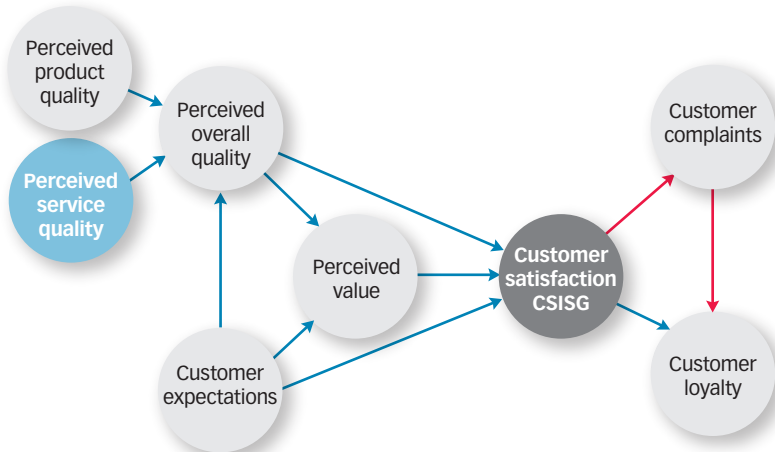 Perceived
product
quality
Perceived
service
quality
Perceived
overall
quality
Perceived
value
Customer
expectations
Customer
satisfaction
CSISG
Customer
complaints
Customer
loyalty